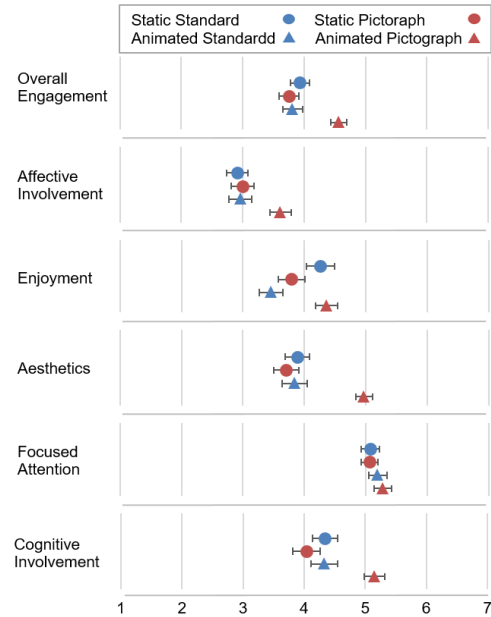 Static Standard Static Pictoraph
Animated Standardd Animated Pictograph
Overall
Engagement
Affective
Involvement
Enjoyment
Aesthetics
Focused
Attention
Cognitive
Involvement
1 2 3 4 5 6 7